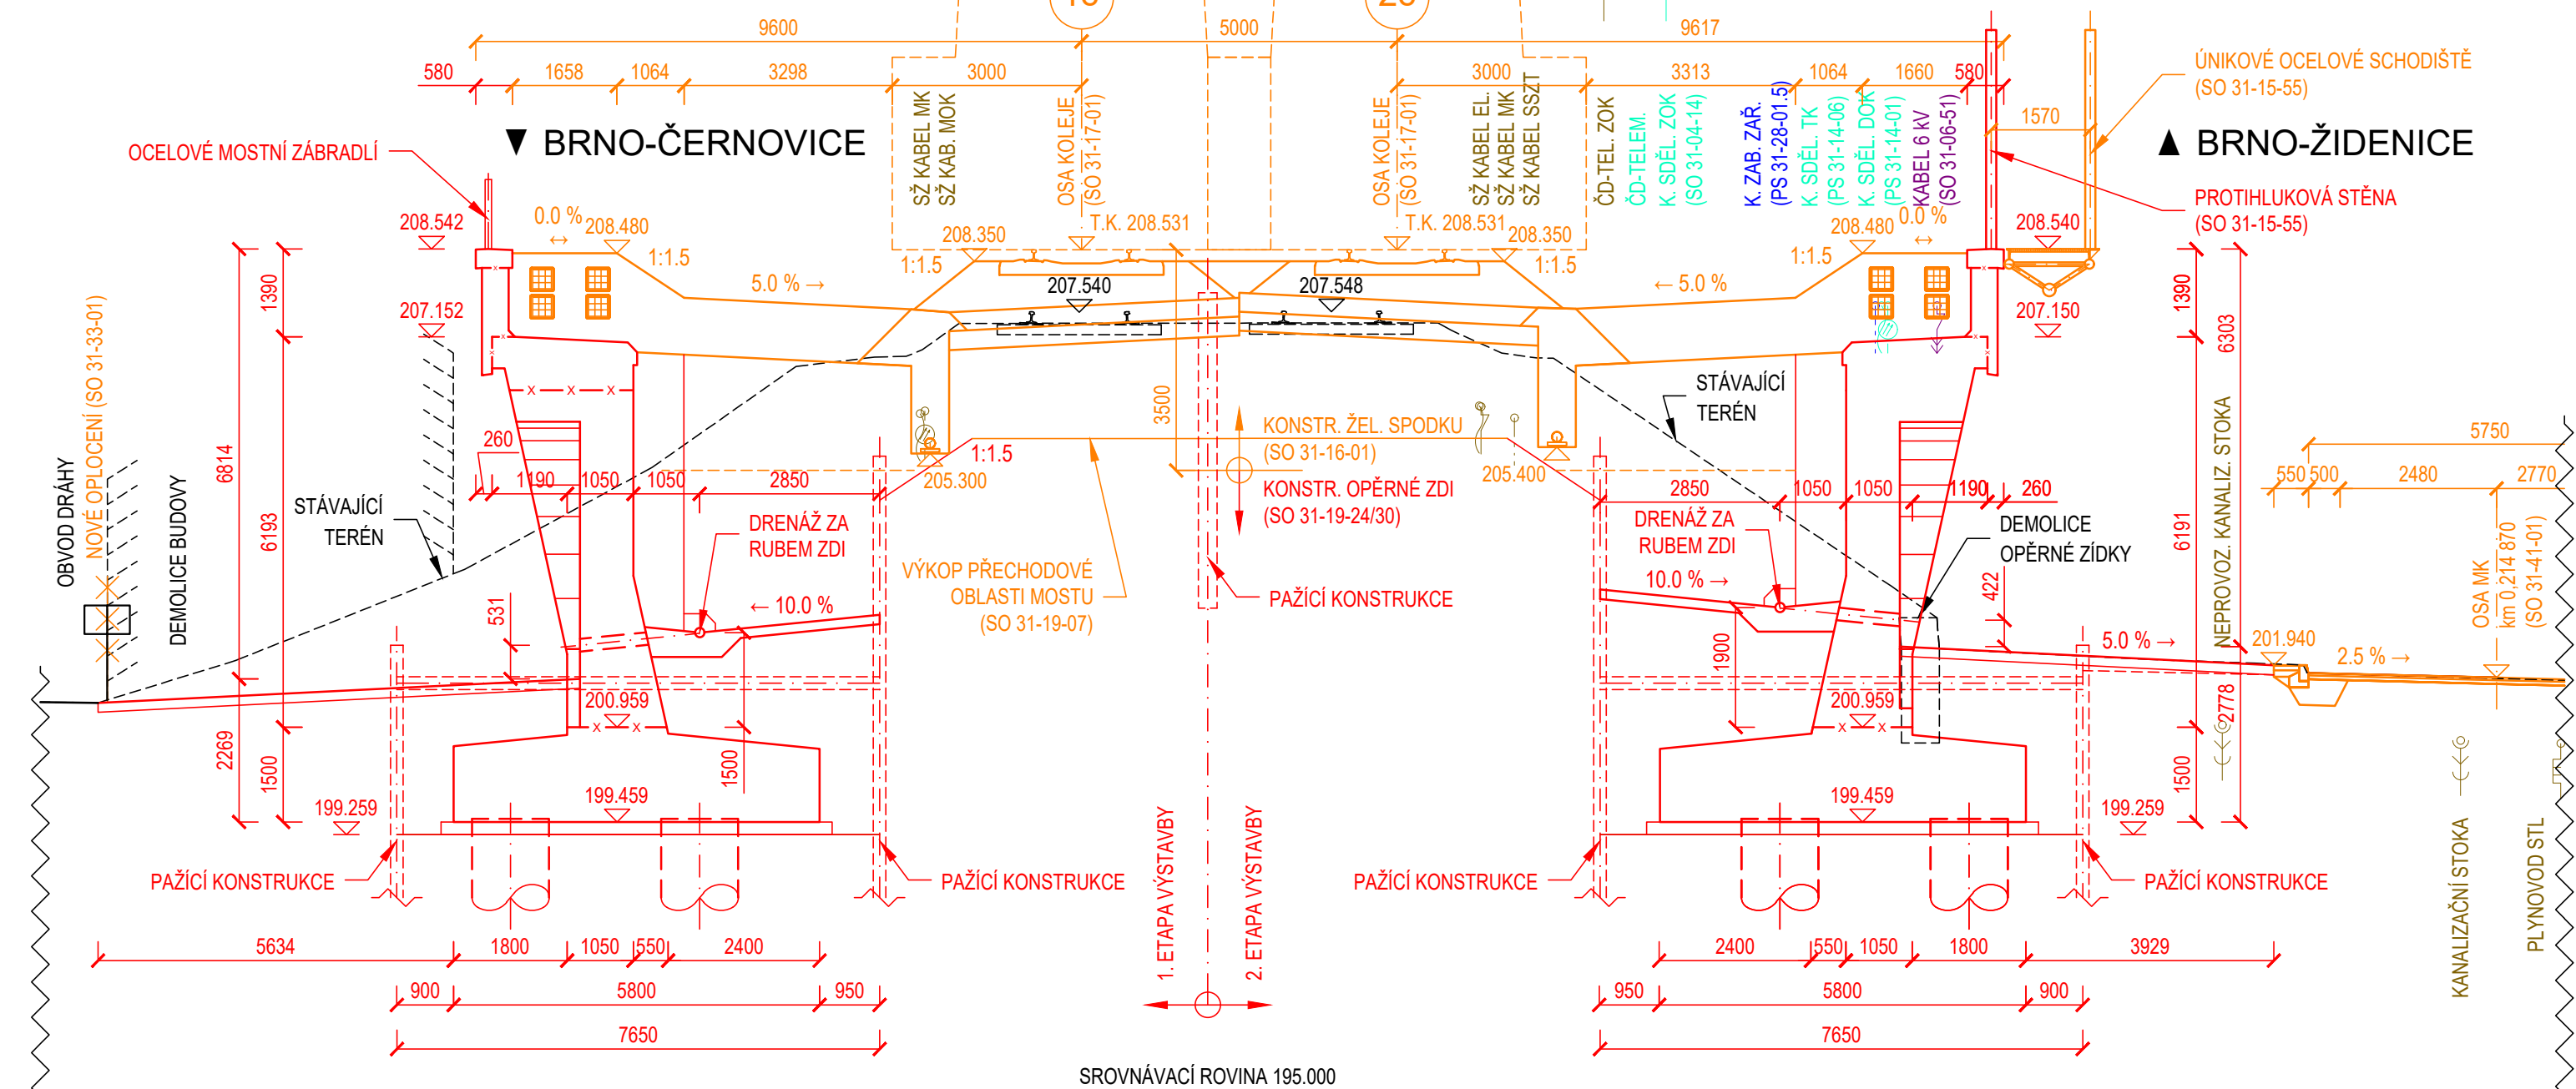 9600
5000
9617
580
1658
1064
3298
3000
3000
3313
1064
1660
580
1570
ÚNIKOVÉ OCELOVÉ SCHODIŠTĚ
(SO 31-15-55)
▼ BRNO-ČERNOVICE
▲ BRNO-ŽIDENICE
OCELOVÉ MOSTNÍ ZÁBRADLÍ
PROTIHLUKOVÁ STĚNA
(SO 31-15-55)
SŽ KABEL MK
SŽ KAB. MOK
OSA KOLEJE
(SO 31-17-01)
OSA KOLEJE
(SO 31-17-01)
SŽ KABEL EL.
SŽ KABEL MK
SŽ KABEL SSZT
ČD-TEL. ZOK
ČD-TELEM.
K. SDĚL. ZOK
(SO 31-04-14)
K. ZAB. ZAŘ.
(PS 31-28-01.5)
K. SDĚL. TK
(PS 31-14-06)
K. SDĚL. DOK
(PS 31-14-01)
KABEL 6 kV
(SO 31-06-51)
208.542
0.0 % ↔
208.480
1:1.5
208.350
T.K. 208.531
T.K. 208.531
208.350
208.480
0.0 % ↔
208.540
1:1.5
1:1.5
1:1.5
5.0 % →
207.540
207.548
← 5.0 %
207.152
207.150
1390
1390
6303
6814
6193
3500
6191
OBVOD DRÁHY
NOVÉ OPLOCENÍ (SO 31-33-01)
DEMOLICE BUDOVY
STÁVAJÍCÍ
TERÉN
STÁVAJÍCÍ
TERÉN
KONSTR. ŽEL. SPODKU
(SO 31-16-01)
KONSTR. OPĚRNÉ ZDI
(SO 31-19-24/30)
260
1190
1050
1050
2850
1:1.5
205.300
205.400
2850
1050
1050
1190
260
DRENÁŽ ZA
RUBEM ZDI
DRENÁŽ ZA
RUBEM ZDI
DEMOLICE
OPĚRNÉ ZÍDKY
NEPROVOZ. KANALIZ. STOKA
5750
550
500
2480
2770
OSA MK
km 0,214 870
(SO 31-41-01)
VÝKOP PŘECHODOVÉ
OBLASTI MOSTU
(SO 31-19-07)
PAŽÍCÍ KONSTRUKCE
531
← 10.0 %
10.0 % →
422
1900
5.0 % →
201.940
2.5 % →
200.959
200.959
2269
1500
1500
1500
2778
199.259
199.459
199.459
199.259
PAŽÍCÍ KONSTRUKCE
PAŽÍCÍ KONSTRUKCE
PAŽÍCÍ KONSTRUKCE
PAŽÍCÍ KONSTRUKCE
1. ETAPA VÝSTAVBY
2. ETAPA VÝSTAVBY
KANALIZAČNÍ STOKA
PLYNOVOD STL
5634
1800
1050
550
2400
2400
550
1050
1800
3929
900
5800
950
950
5800
900
7650
7650
SROVNÁVACÍ ROVINA 195.000